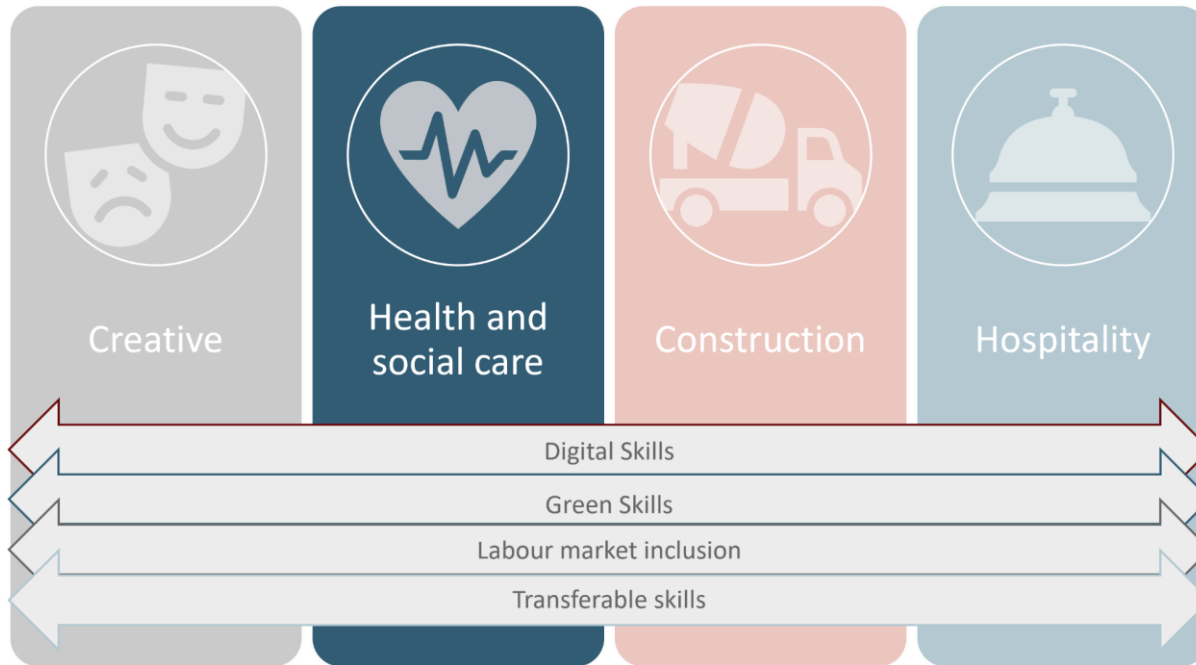 Creative
Health and
social care
Construction
Hospitality
Digital Skills
Green Skills
Labour market inclusion
Transferable skills